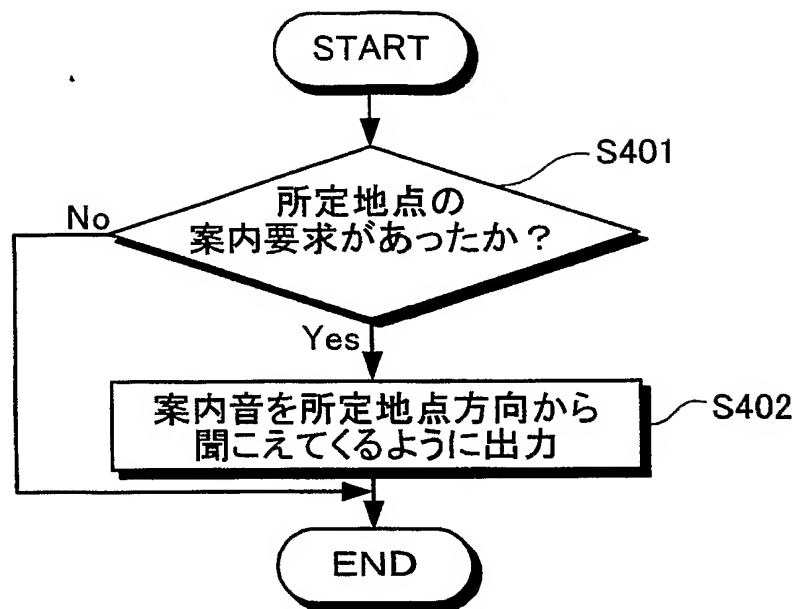 START
S401
所定地点の
案内要求があったか？
No
Yes
案内音を所定地点方向から
聞こえてくるように出力
S402
END